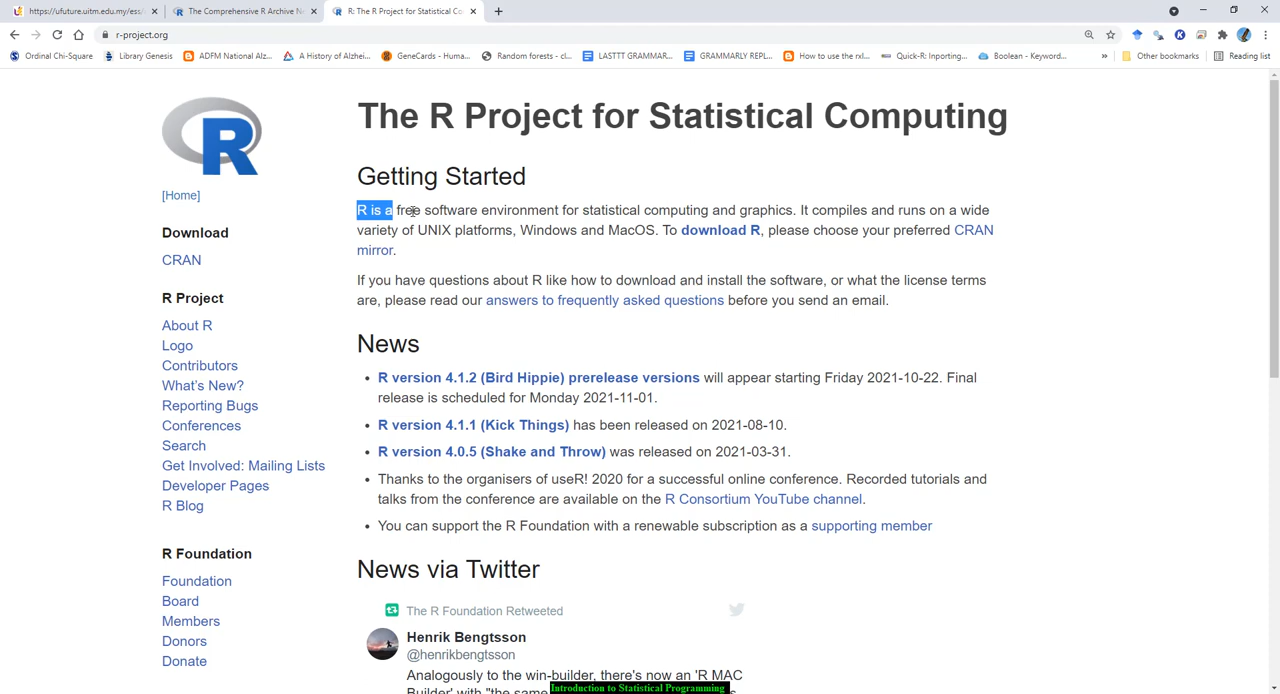 https://ufuture.uitm.edu.my/ess/
The Comprehensive R Archive N
R: The R Project for Statistical Co
r-project.org
Ordinal Chi-Square
Library Genesis
ADFM National Alz...
A History of Alzhei...
GeneCards - Huma...
Random forests - cl...
LASTTT GRAMMAR...
GRAMMARLY REPL...
How to use the rxl...
Quick-R: Inporting...
Boolean - Keyword...
»
Other bookmarks
Reading list
R
[Home]
Download
CRAN
R Project
About R
Logo
Contributors
What's New?
Reporting Bugs
Conferences
Search
Get Involved: Mailing Lists
Developer Pages
R Blog
R Foundation
Foundation
Board
Members
Donors
Donate
The R Project for Statistical Computing
Getting Started
R is a free software environment for statistical computing and graphics. It compiles and runs on a wide
variety of UNIX platforms, Windows and MacOS. To download R, please choose your preferred CRAN
mirror.
If you have questions about R like how to download and install the software, or what the license terms
are, please read our answers to frequently asked questions before you send an email.
News
• R version 4.1.2 (Bird Hippie) prerelease versions will appear starting Friday 2021-10-22. Final
release is scheduled for Monday 2021-11-01.
• R version 4.1.1 (Kick Things) has been released on 2021-08-10.
• R version 4.0.5 (Shake and Throw) was released on 2021-03-31.
• Thanks to the organisers of useR! 2020 for a successful online conference. Recorded tutorials and
talks from the conference are available on the R Consortium YouTube channel.
• You can support the R Foundation with a renewable subscription as a supporting member
News via Twitter
The R Foundation Retweeted
Henrik Bengtsson
@henrikbengtsson
Analogously to the win-builder, there's now an 'R MAC
Builder' with "the same
Introduction to Statistical Programming